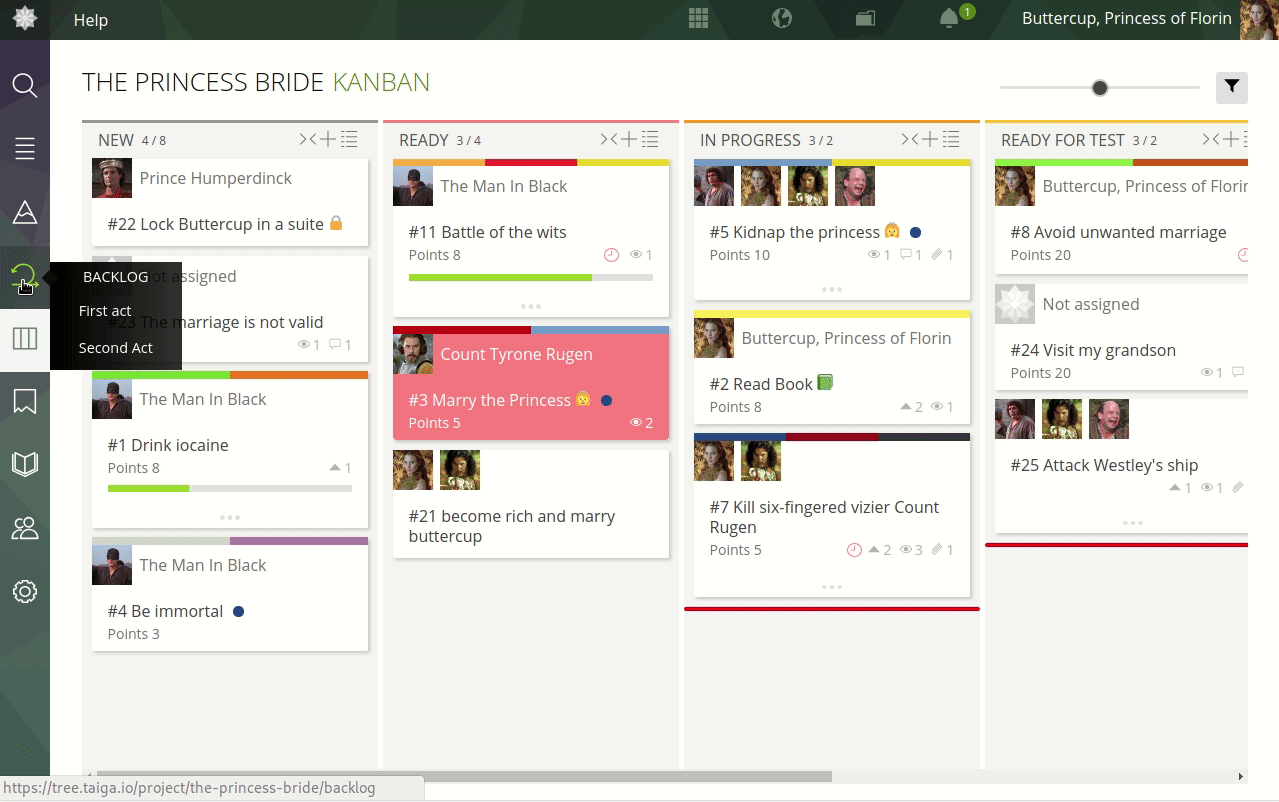 Help
1
Buttercup, Princess of Florin
THE PRINCESS BRIDE KANBAN
NEW 4 / 8
Prince Humperdinck
#22 Lock Buttercup in a suite
Not assigned
#23 The marriage is not valid
1 1
The Man In Black
#1 Drink iocaine
Points 8
1
The Man In Black
#4 Be immortal
Points 3
BACKLOG
First act
Second Act
READY 3 / 4
The Man In Black
#11 Battle of the wits
Points 8
1
Count Tyrone Rugen
#3 Marry the Princess
Points 5
2
#21 become rich and marry
buttercup
IN PROGRESS 3 / 2
#5 Kidnap the princess
Points 10
1 1 1
Buttercup, Princess of Florin
#2 Read Book
Points 8
2 1
#7 Kill six-fingered vizier Count
Rugen
Points 5
2 3 1
READY FOR TEST 3 / 2
Buttercup, Princess of Florin
#8 Avoid unwanted marriage
Points 20
Not assigned
#24 Visit my grandson
Points 20
1
#25 Attack Westley's ship
1 1
https://tree.taiga.io/project/the-princess-bride/backlog